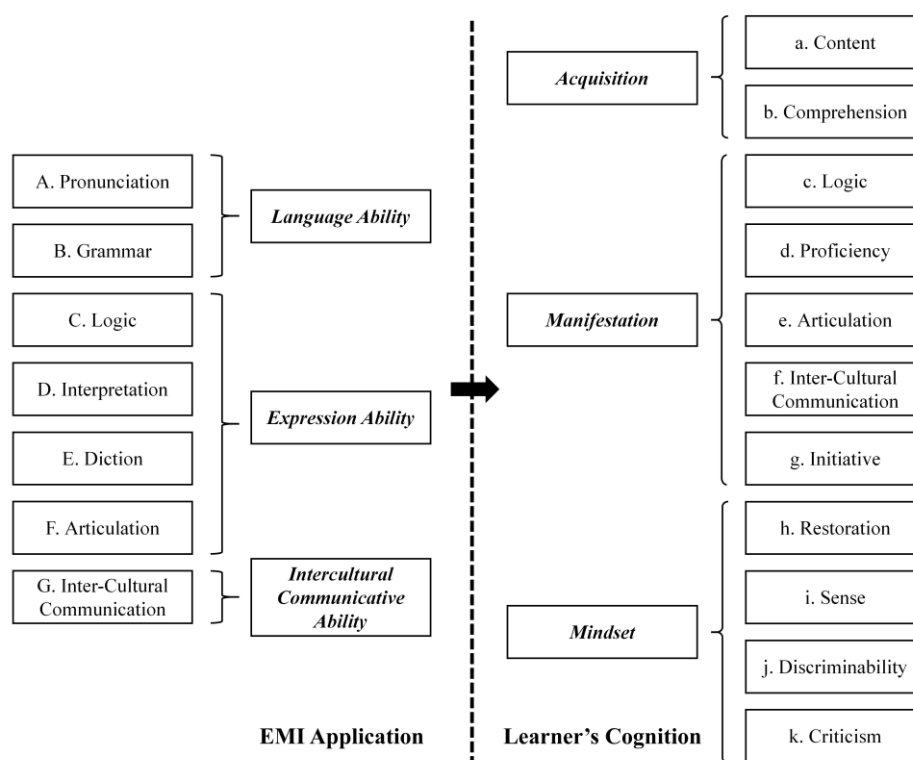 A. Pronunciation
B. Grammar
C. Logic
D. Interpretation
E. Diction
F. Articulation
G. Inter-Cultural
Communication
Language Ability
Expression Ability
Intercultural
Communicative
Ability
EMI Application
Acquisition
Manifestation
Mindset
Learner’s Cognition
a. Content
b. Comprehension
c. Logic
d. Proficiency
e. Articulation
f. Inter-Cultural
Communication
g. Initiative
h. Restoration
i. Sense
j. Discriminability
k. Criticism